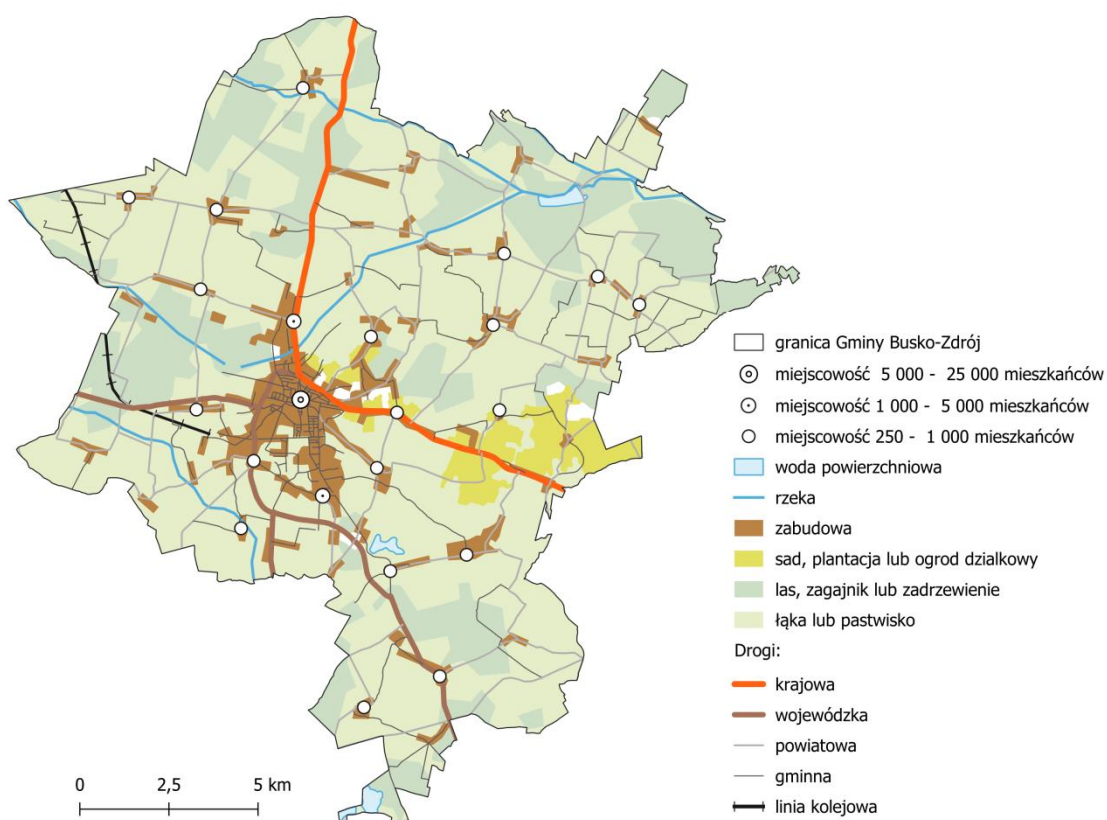 granica Gminy Busko-Zdrój
miejscowość 5 000 - 25 000 mieszkańców
miejscowość 1 000 - 5 000 mieszkańców
miejscowość 250 - 1 000 mieszkańców
woda powierzchniowa
rzeka
zabudowa
sad, plantacja lub ogrod dzialkowy
las, zagajnik lub zadrzewienie
łąka lub pastwisko
Drogi:
krajowa
wojewódzka
powiatowa
gminna
linia kolejowa
0 2,5 5 km